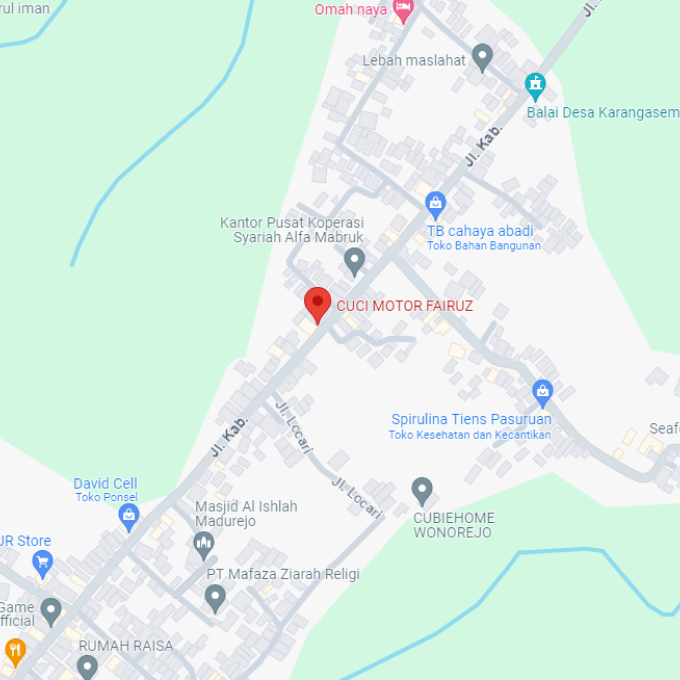 rul iman
Omah naya
Jl.
Lebah maslahat
Balai Desa Karangasem
Jl. Kab.
Kantor Pusat Koperasi
Syariah Alfa Mabruk
TB cahaya abadi
Toko Bahan Bangunan
CUCI MOTOR FAIRUZ
Spirulina Tiens Pasuruan
Toko Kesehatan dan Kecantikan
Seafo
Jl. Kab.
Jl. Locari
Jl. Locari
David Cell
Toko Ponsel
Masjid Al Ishlah
Madurejo
CUBIEHOME
WONOREJO
UR Store
PT Mafaza Ziarah Religi
Game
fficial
RUMAH RAISA